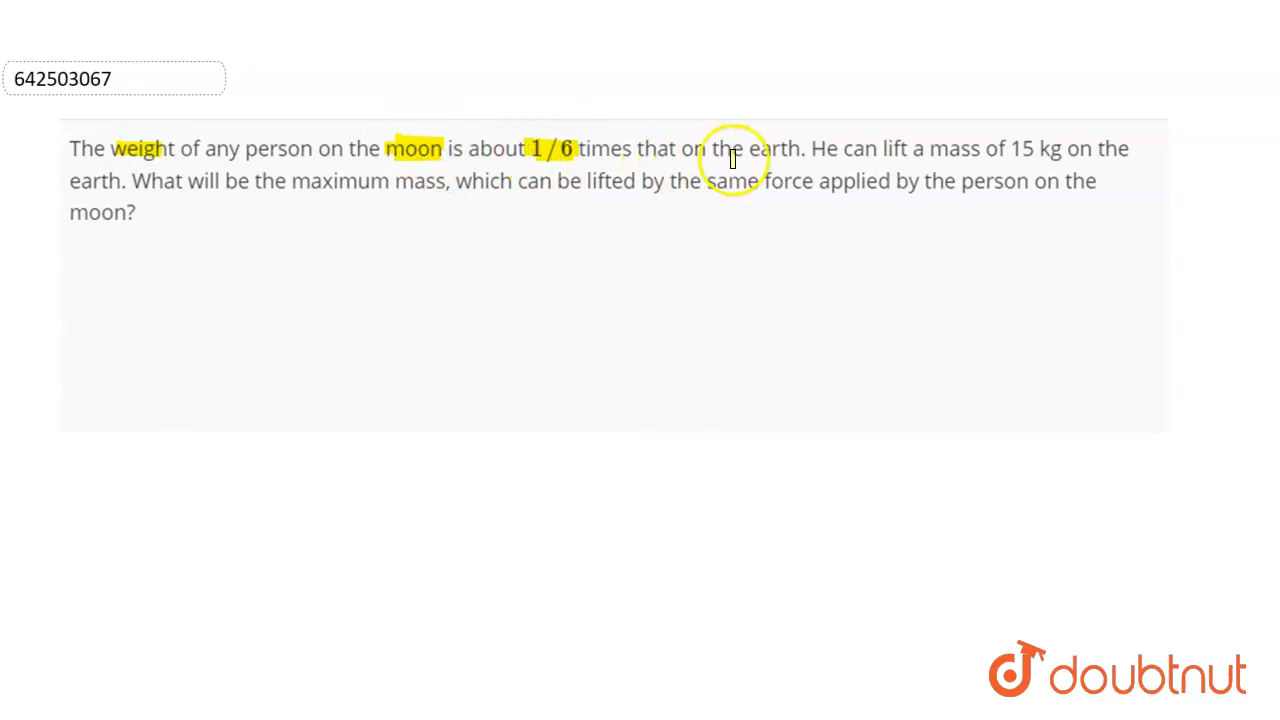 642503067
The weight of any person on the moon is about 1/6 times that on the earth. He can lift a mass of 15 kg on the
earth. What will be the maximum mass, which can be lifted by the same force applied by the person on the
moon?
doubtnut